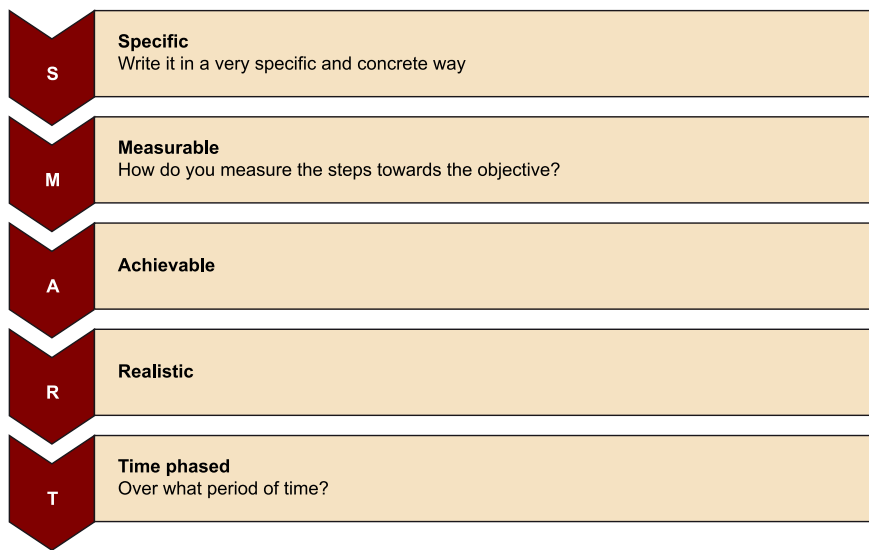 S
Specific
Write it in a very specific and concrete way
M
Measurable
How do you measure the steps towards the objective?
A
Achievable
R
Realistic
T
Time phased
Over what period of time?